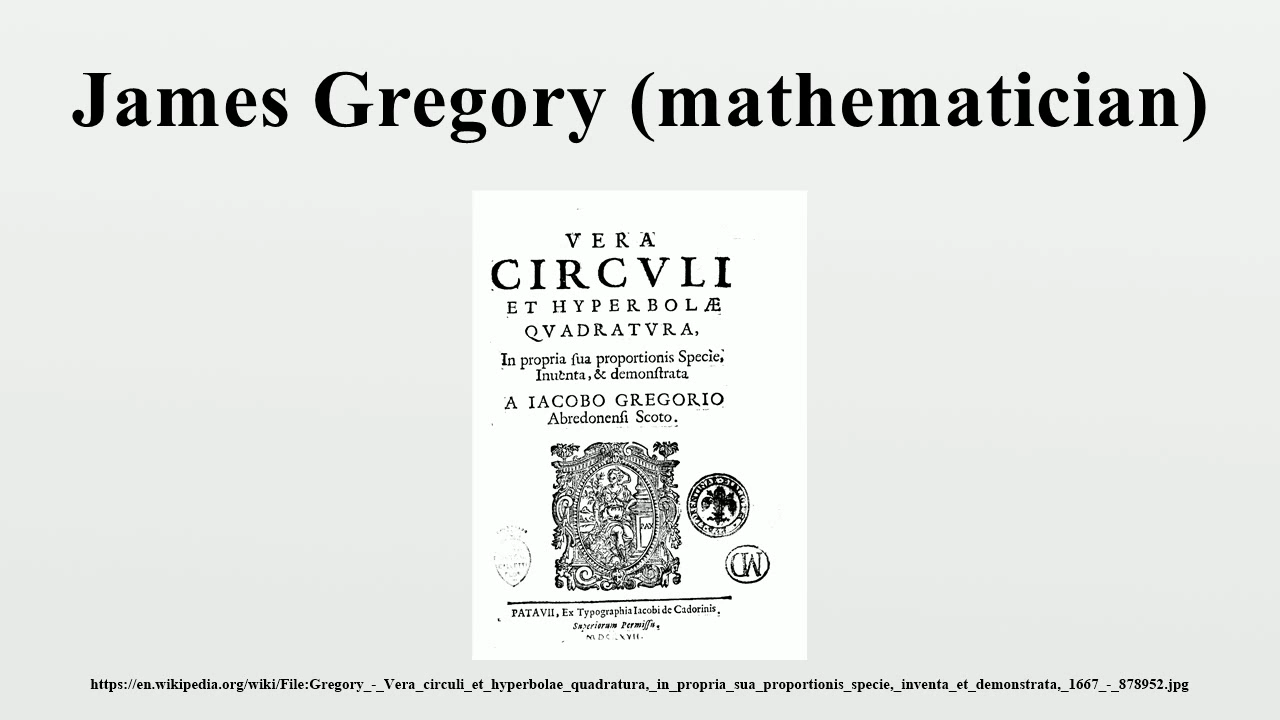 James Gregory (mathematician)
VERA
CIRCVLI
ET HYPERBOLÆ
QVADRATVRA,
In propria ſua proportionis Specie,
Inuenta, & demonſtrata
A IACOBO GREGORIO
Abredonenſi Scoto.
PAX
PATAVII, Ex Typographia Iacobi de Cadorinis.
Superiorum Permiſſu.
https://en.wikipedia.org/wiki/File:Gregory_-_Vera_circuli_et_hyperbolae_quadratura,_in_propria_sua_proportionis_specie,_inventa_et_demonstrata,_1667_-_878952.jpg